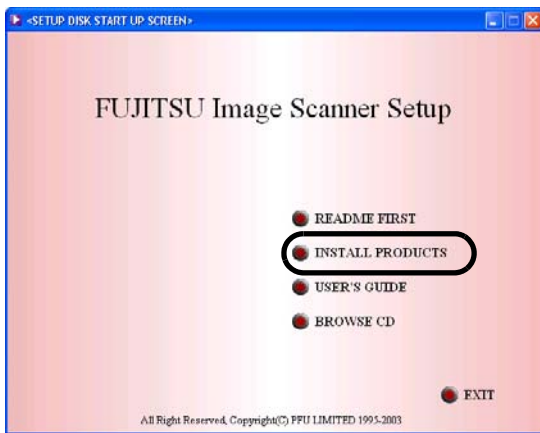 <SETUP DISK START UP SCREEN>
FUJITSU Image Scanner Setup
README FIRST
INSTALL PRODUCTS
USER'S GUIDE
BROWSE CD
EXIT
All Right Reserved, Copyright(C) PFU LIMITED 1995-2003